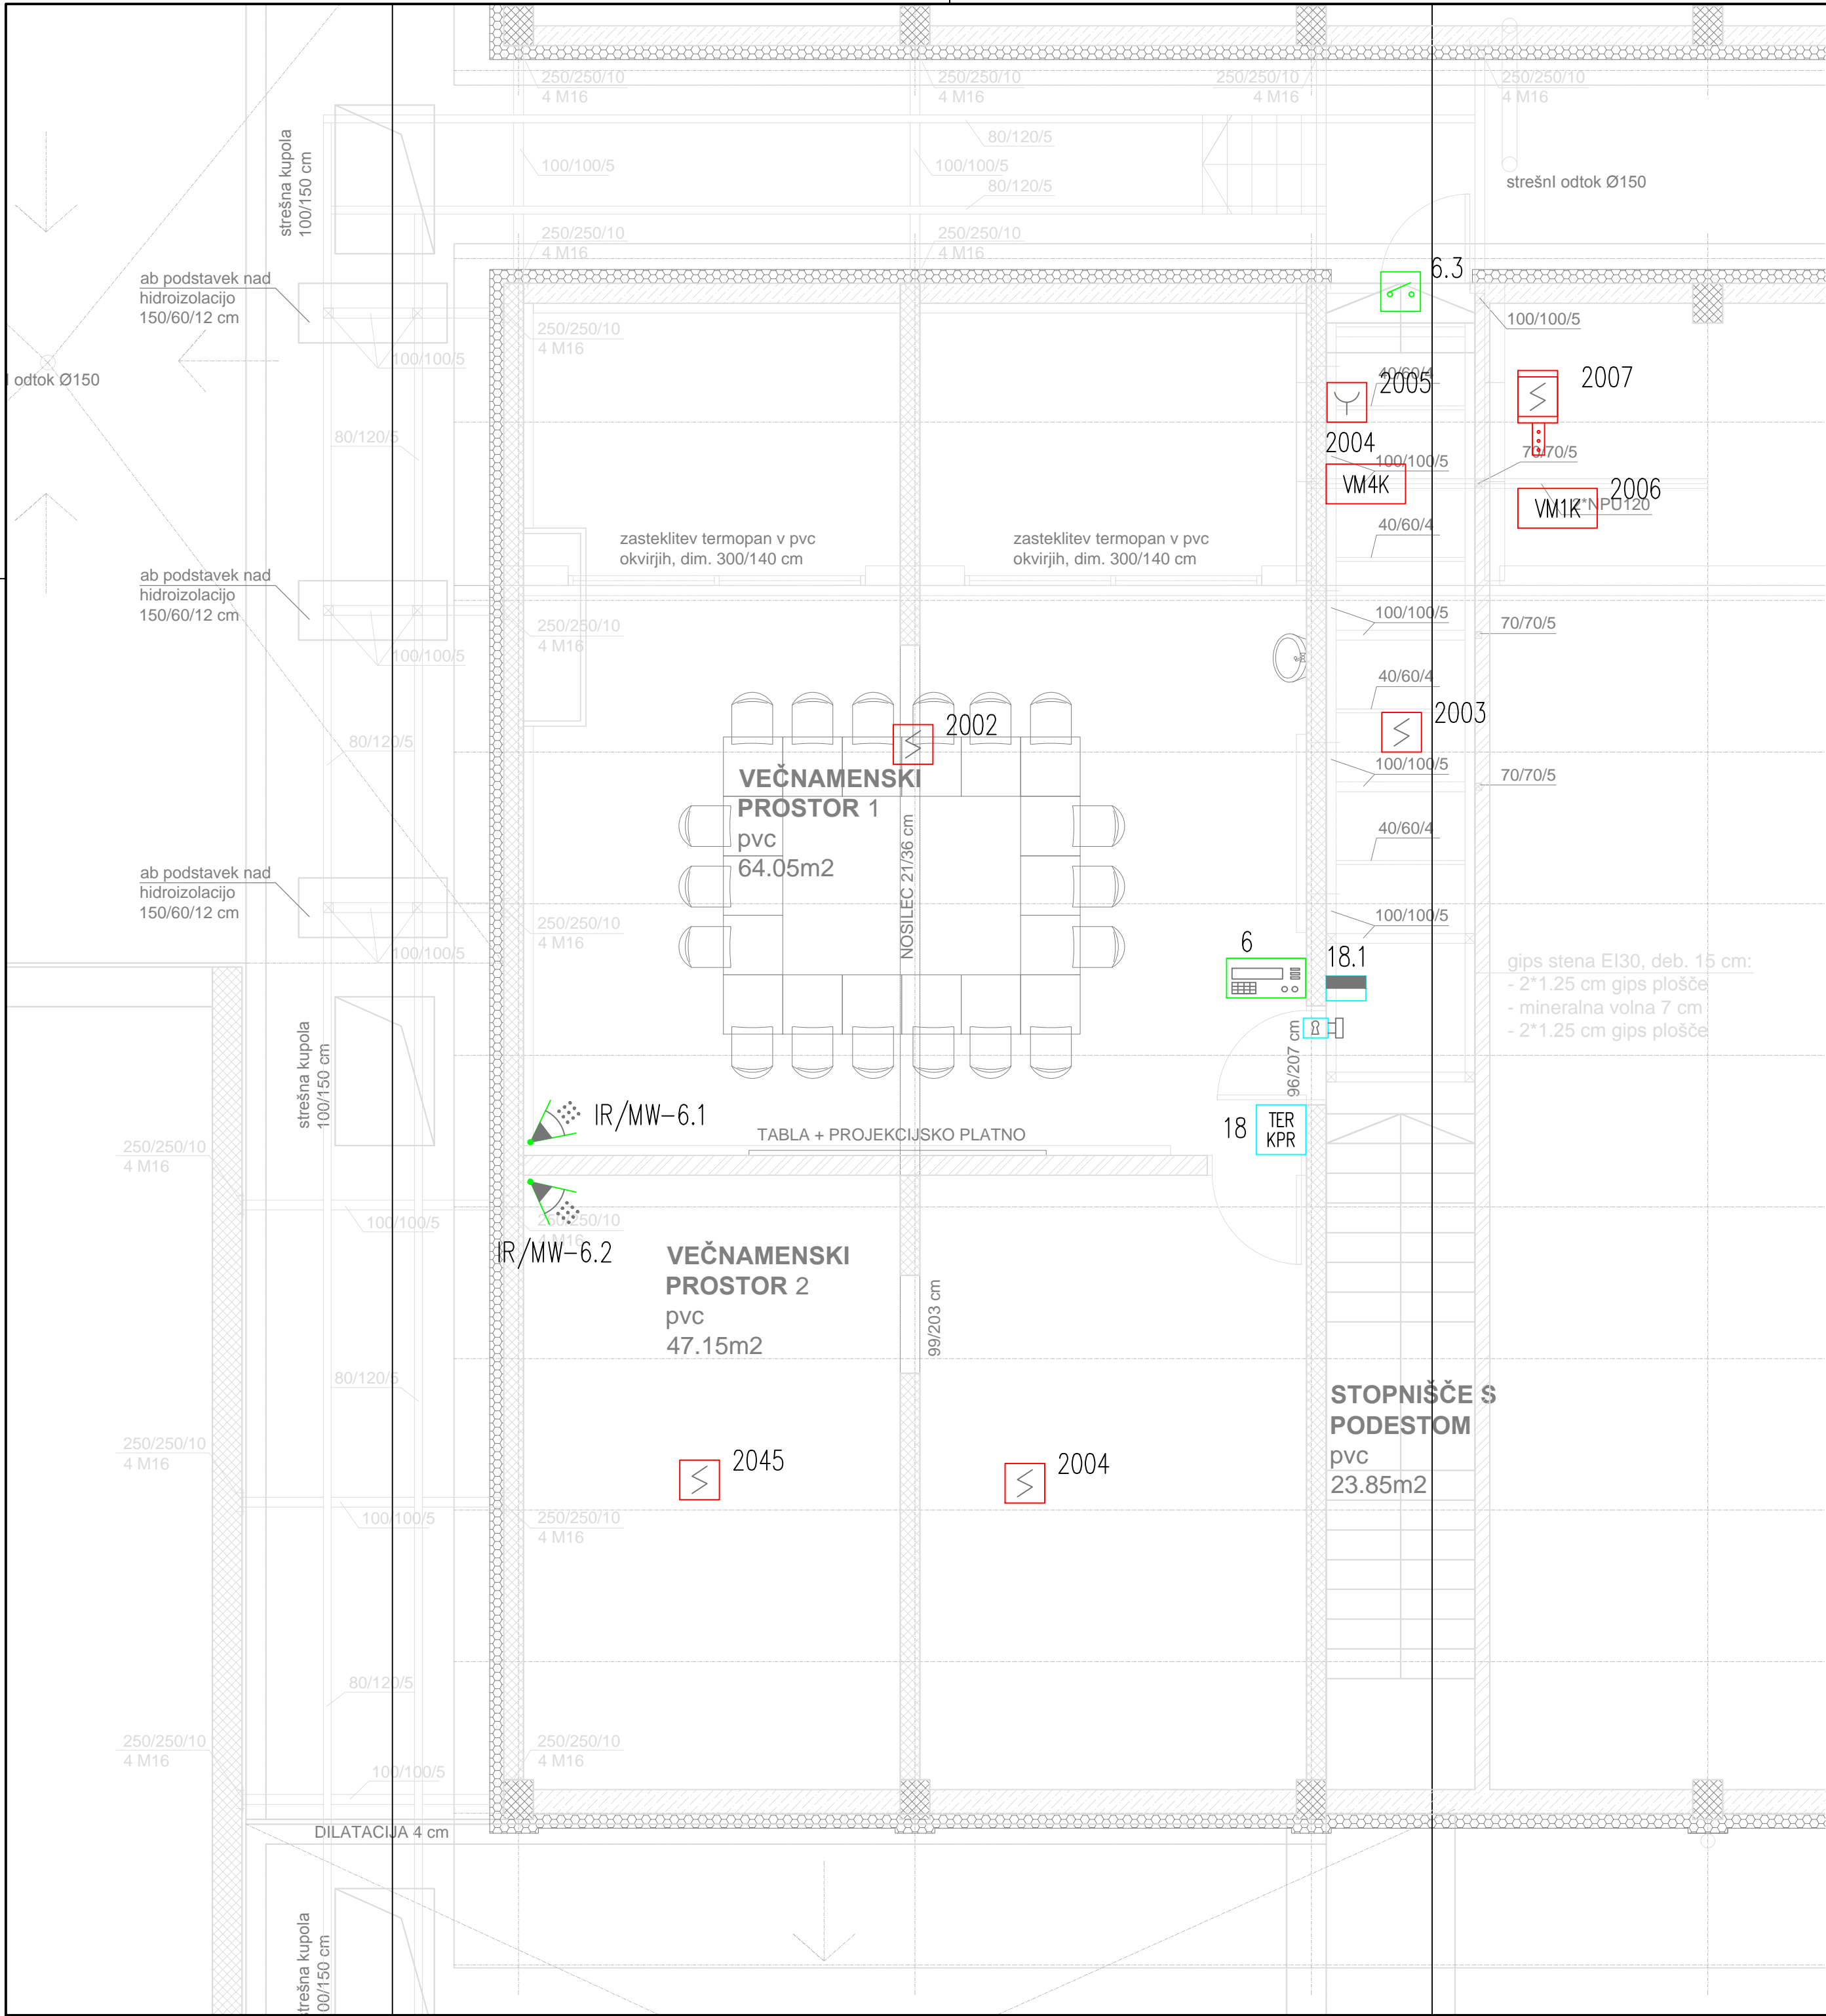 250/250/10
4 M16
250/250/10
4 M16
250/250/10
4 M16
250/250/10
4 M16
80/120/5
100/100/5
100/100/5
80/120/5
strešna kupola
100/150 cm
strešnI odtok Ø150
250/250/10
4 M16
250/250/10
4 M16
6.3
ab podstavek nad
hidroizolacijo
150/60/12 cm
100/100/5
250/250/10
4 M16
100/100/5
odtok Ø150
40/60/4
2005
2007
80/120/5
2004
100/100/5
70/70/5
VM4K
VM1K
2006
2*NPU120
40/60/4
zasteklitev termopan v pvc
okvirjih, dim. 300/140 cm
zasteklitev termopan v pvc
okvirjih, dim. 300/140 cm
ab podstavek nad
hidroizolacijo
150/60/12 cm
100/100/5
250/250/10
4 M16
100/100/5
70/70/5
40/60/4
2003
2002
80/120/5
100/100/5
70/70/5
VEČNAMENSKI
PROSTOR 1
pvc
64.05m2
NOSILEC 21/36 cm
40/60/4
ab podstavek nad
hidroizolacijo
150/60/12 cm
100/100/5
250/250/10
4 M16
100/100/5
6
18.1
gips stena EI30, deb. 15 cm:
- 2*1.25 cm gips plošče
- mineralna volna 7 cm
- 2*1.25 cm gips plošče
strešna kupola
100/150 cm
96/207 cm
IR/MW-6.1
TABLA + PROJEKCIJSKO PLATNO
18
TER
KPR
250/250/10
4 M16
100/100/5
250/250/10
4 M16
IR/MW-6.2
VEČNAMENSKI
PROSTOR 2
pvc
47.15m2
99/203 cm
80/120/5
STOPNIŠČE S
PODESTOM
pvc
23.85m2
250/250/10
4 M16
2045
2004
100/100/5
250/250/10
4 M16
80/120/5
250/250/10
4 M16
250/250/10
4 M16
100/100/5
DILATACIJA 4 cm
strešna kupola
00/150 cm